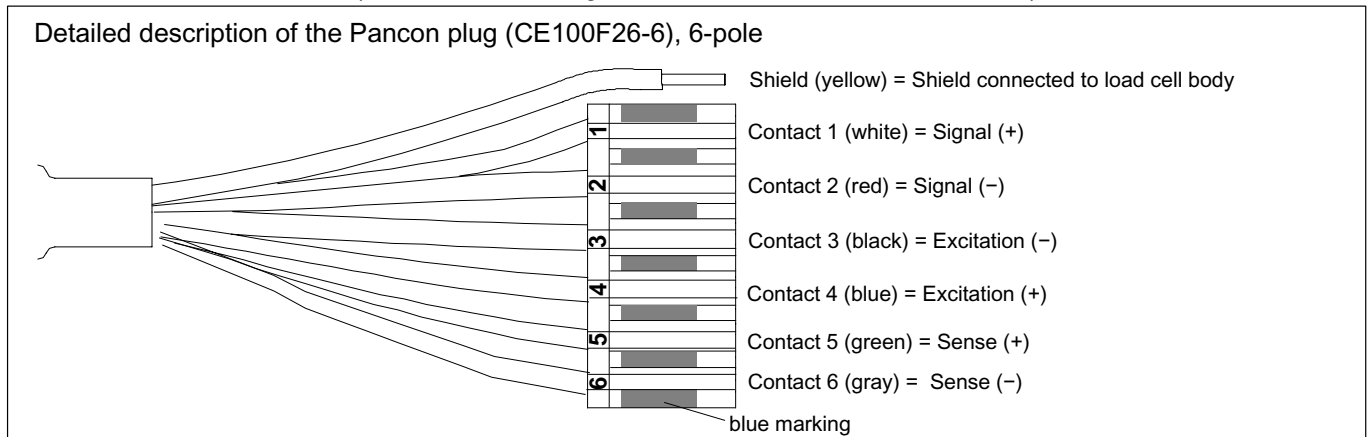 Detailed description of the Pancon plug (CE100F26-6), 6-pole
Shield (yellow) = Shield connected to load cell body
1
Contact 1 (white) = Signal (+)
2
Contact 2 (red) = Signal (−)
3
Contact 3 (black) = Excitation (−)
4
Contact 4 (blue) = Excitation (+)
5
Contact 5 (green) = Sense (+)
6
Contact 6 (gray) = Sense (−)
blue marking